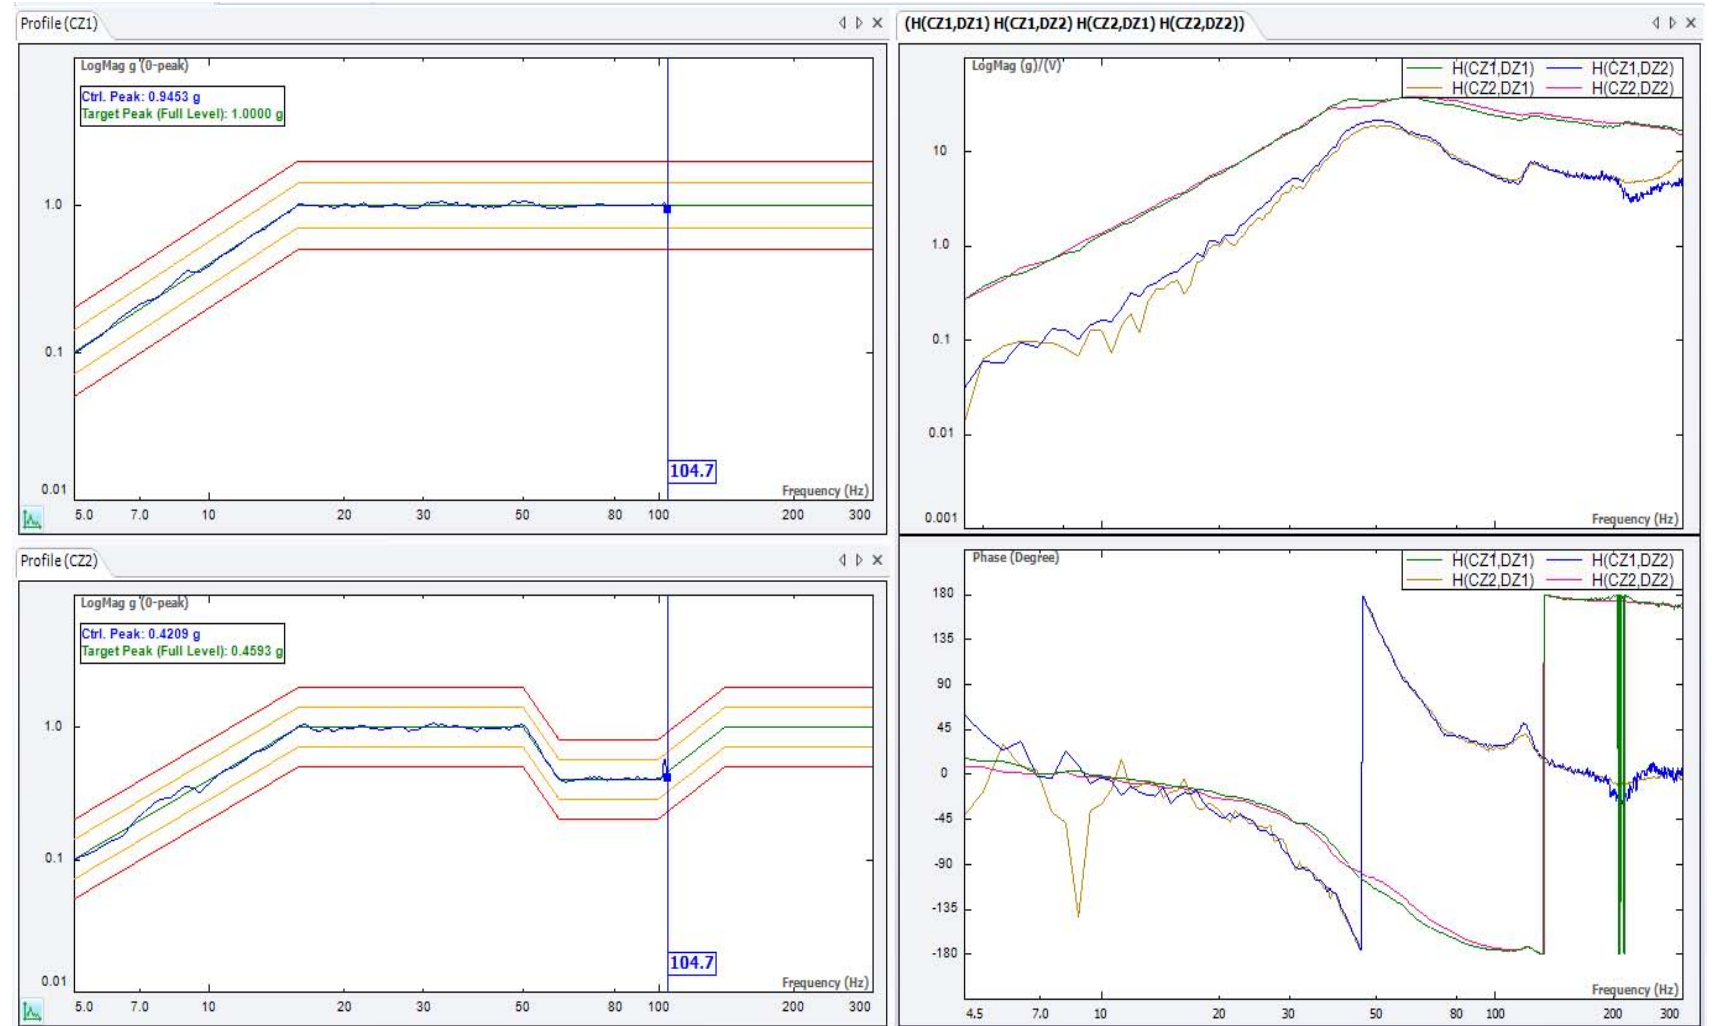 Profile (CZ1)
LogMag g (0-peak)
Ctrl. Peak: 0.9453 g
Target Peak (Full Level): 1.0000 g
1.0
0.1
0.01
104.7
Frequency (Hz)
5.0 7.0 10 20 30 50 80 100 200 300
Profile (CZ2)
LogMag g (0-peak)
Ctrl. Peak: 0.4209 g
Target Peak (Full Level): 0.4593 g
1.0
0.1
0.01
104.7
Frequency (Hz)
5.0 7.0 10 20 30 50 80 100 200 300
(H(CZ1,DZ1) H(CZ1,DZ2) H(CZ2,DZ1) H(CZ2,DZ2))
LogMag (g)/(V)
H(CZ1,DZ1) H(CZ1,DZ2)
H(CZ2,DZ1) H(CZ2,DZ2)
10
1.0
0.1
0.01
0.001
Frequency (Hz)
Phase (Degree)
H(CZ1,DZ1) H(CZ1,DZ2)
H(CZ2,DZ1) H(CZ2,DZ2)
180
135
90
45
0
-45
-90
-135
-180
Frequency (Hz)
4.5 7.0 10 20 30 50 80 100 200 300